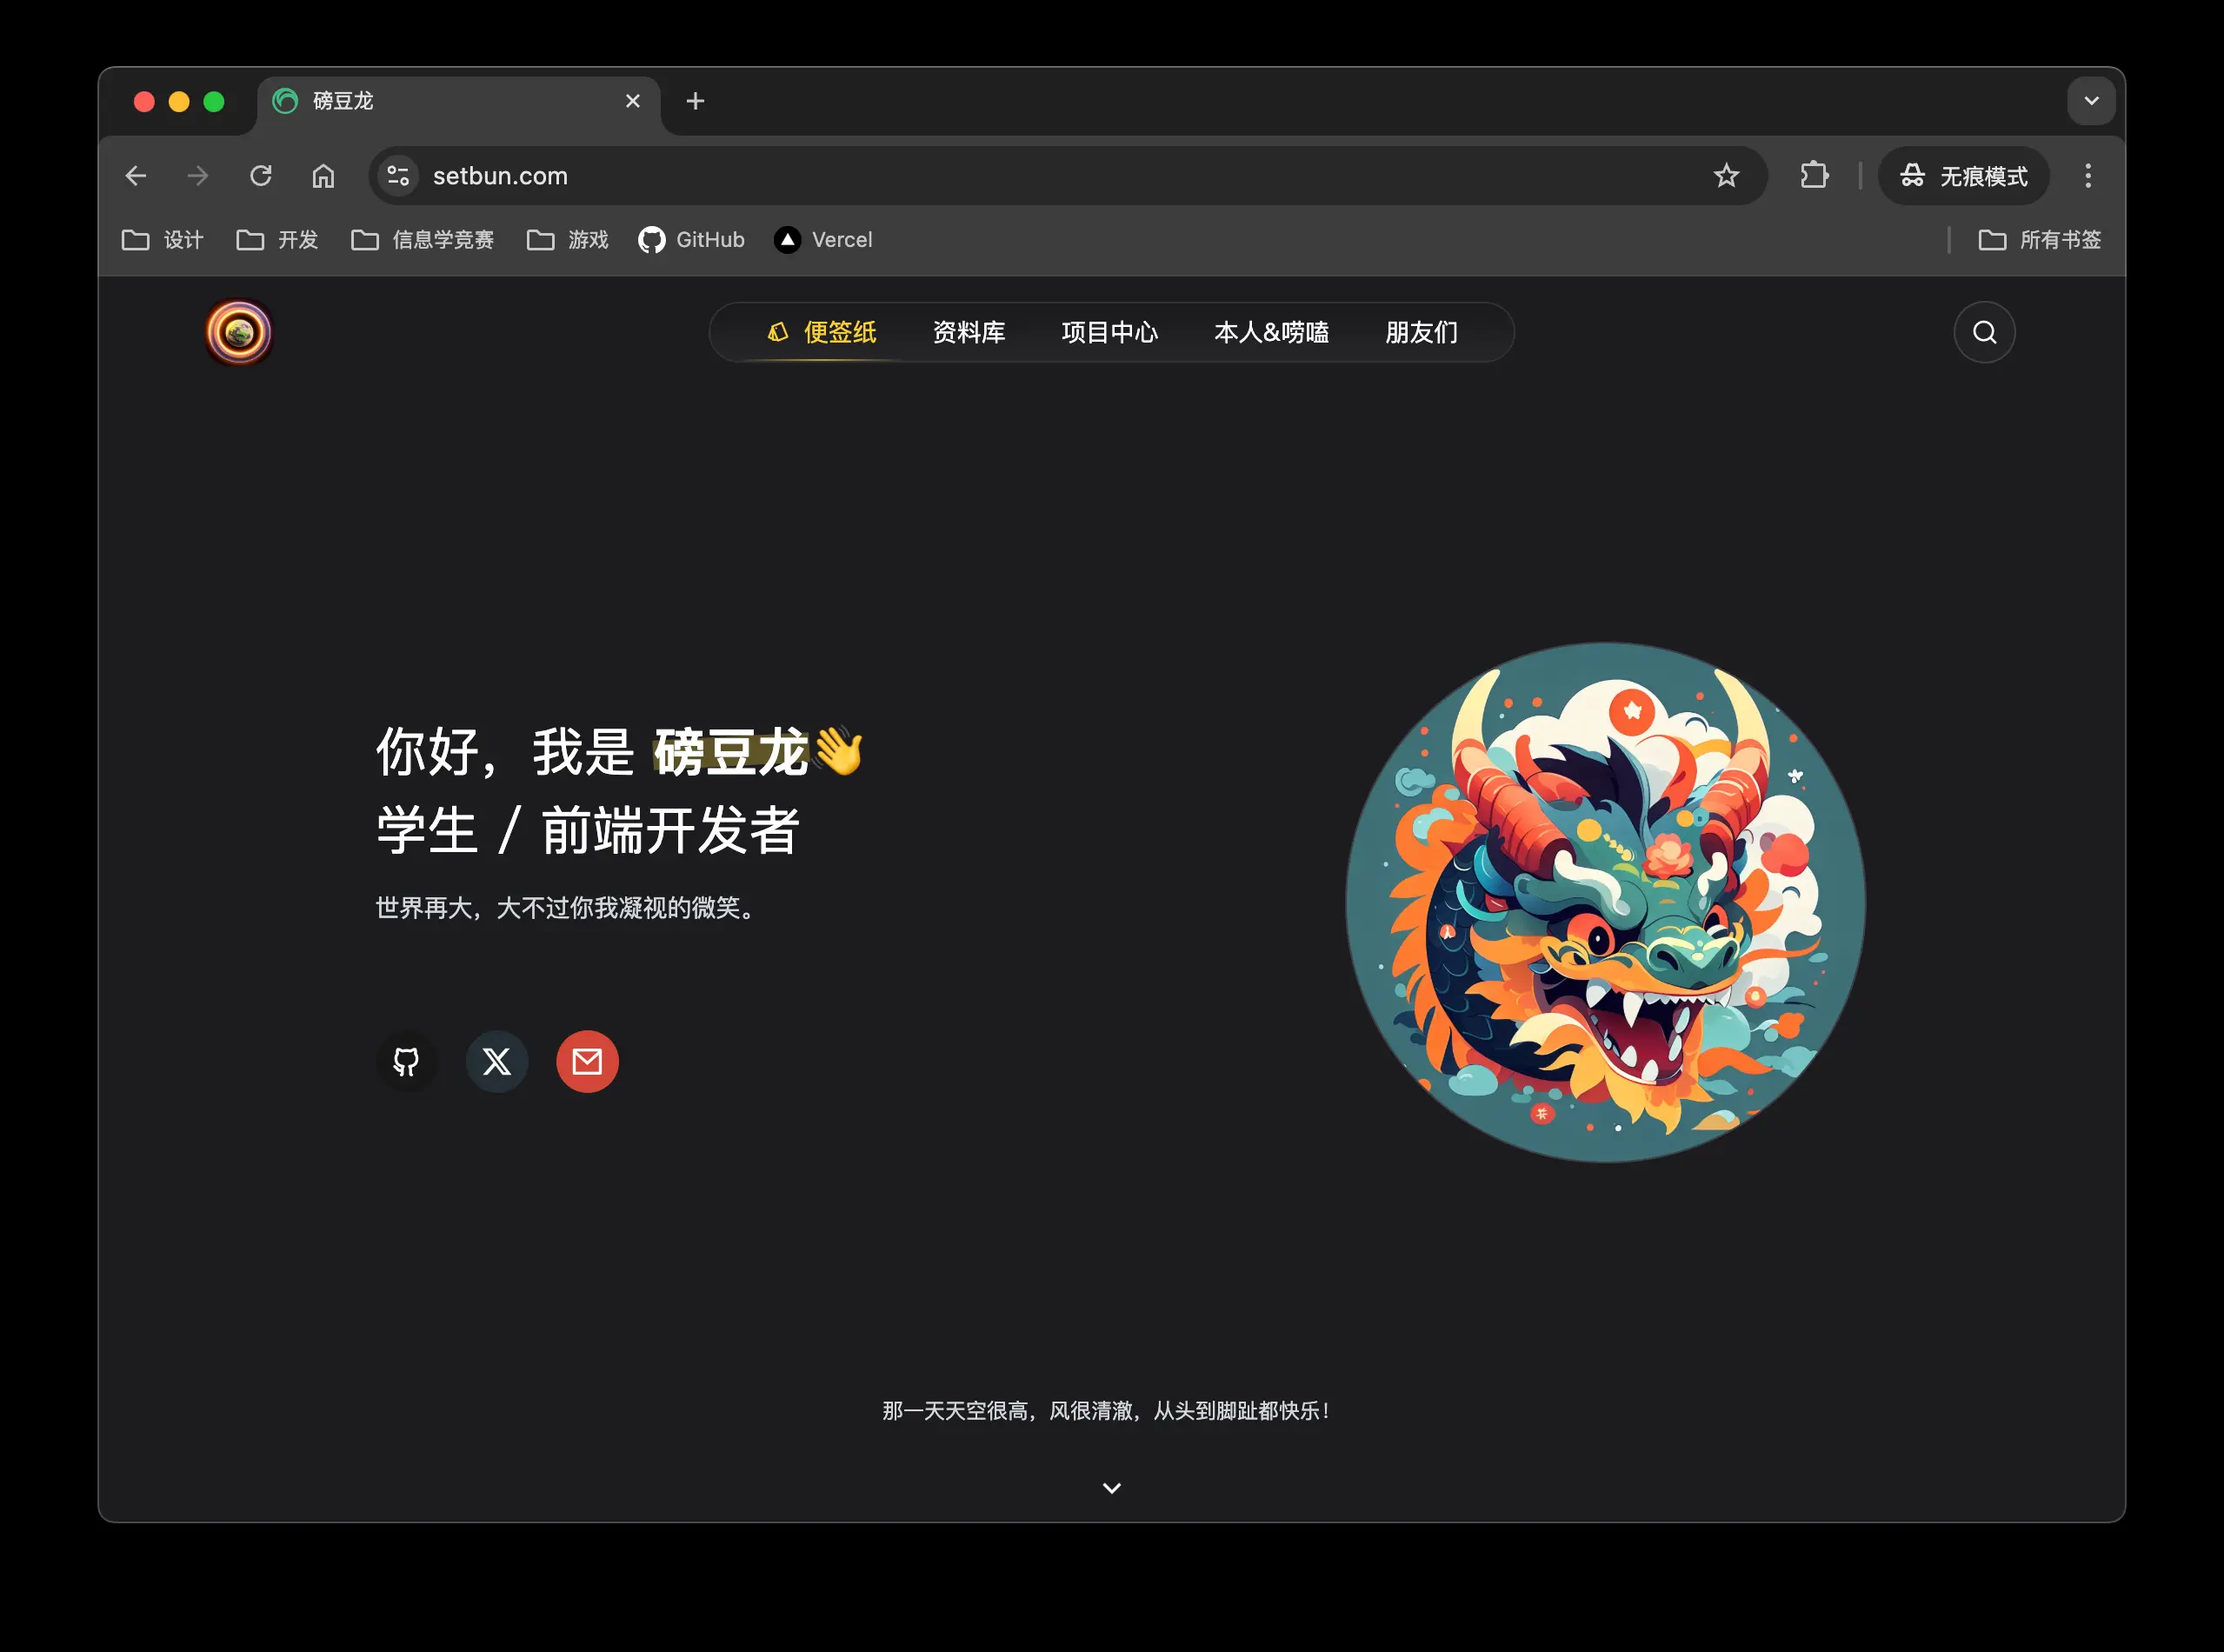 磅豆龙
setbun.com
无痕模式
设计 开发 信息学竞赛 游戏 GitHub Vercel 所有书签
便签纸 资料库 项目中心 本人&唠嗑 朋友们
你好，我是 磅豆龙👋
学生 / 前端开发者
世界再大，大不过你我凝视的微笑。
那一天天空很高，风很清澈，从头到脚趾都快乐！